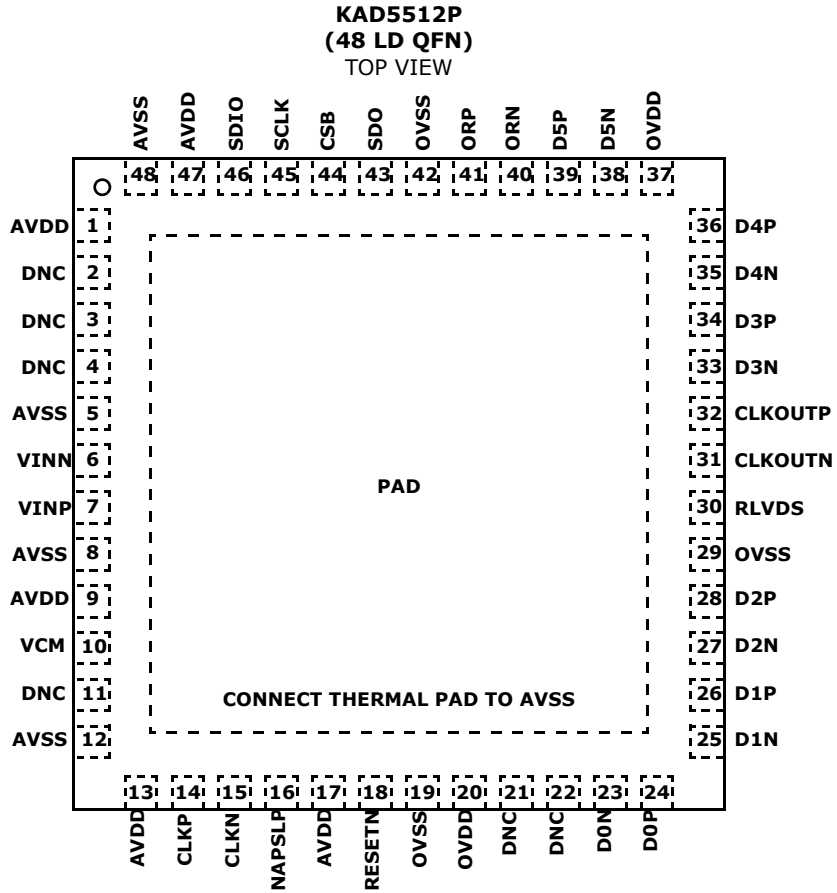 KAD5512P
(48 LD QFN)
TOP VIEW
AVSS
AVDD
SDIO
SCLK
CSB
SDO
OVSS
ORP
ORN
D5P
D5N
OVDD
48 47 46 45 44 43 42 41 40 39 38 37
AVDD 1
DNC 2
DNC 3
DNC 4
AVSS 5
VINN 6
VINP 7
AVSS 8
AVDD 9
VCM 10
DNC 11
AVSS 12
36 D4P
35 D4N
34 D3P
33 D3N
32 CLKOUTP
31 CLKOUTN
30 RLVDS
29 OVSS
28 D2P
27 D2N
26 D1P
25 D1N
PAD
CONNECT THERMAL PAD TO AVSS
13 14 15 16 17 18 19 20 21 22 23 24
AVDD
CLKP
CLKN
NAPSLP
AVDD
RESETN
OVSS
OVDD
DNC
DNC
D0N
D0P